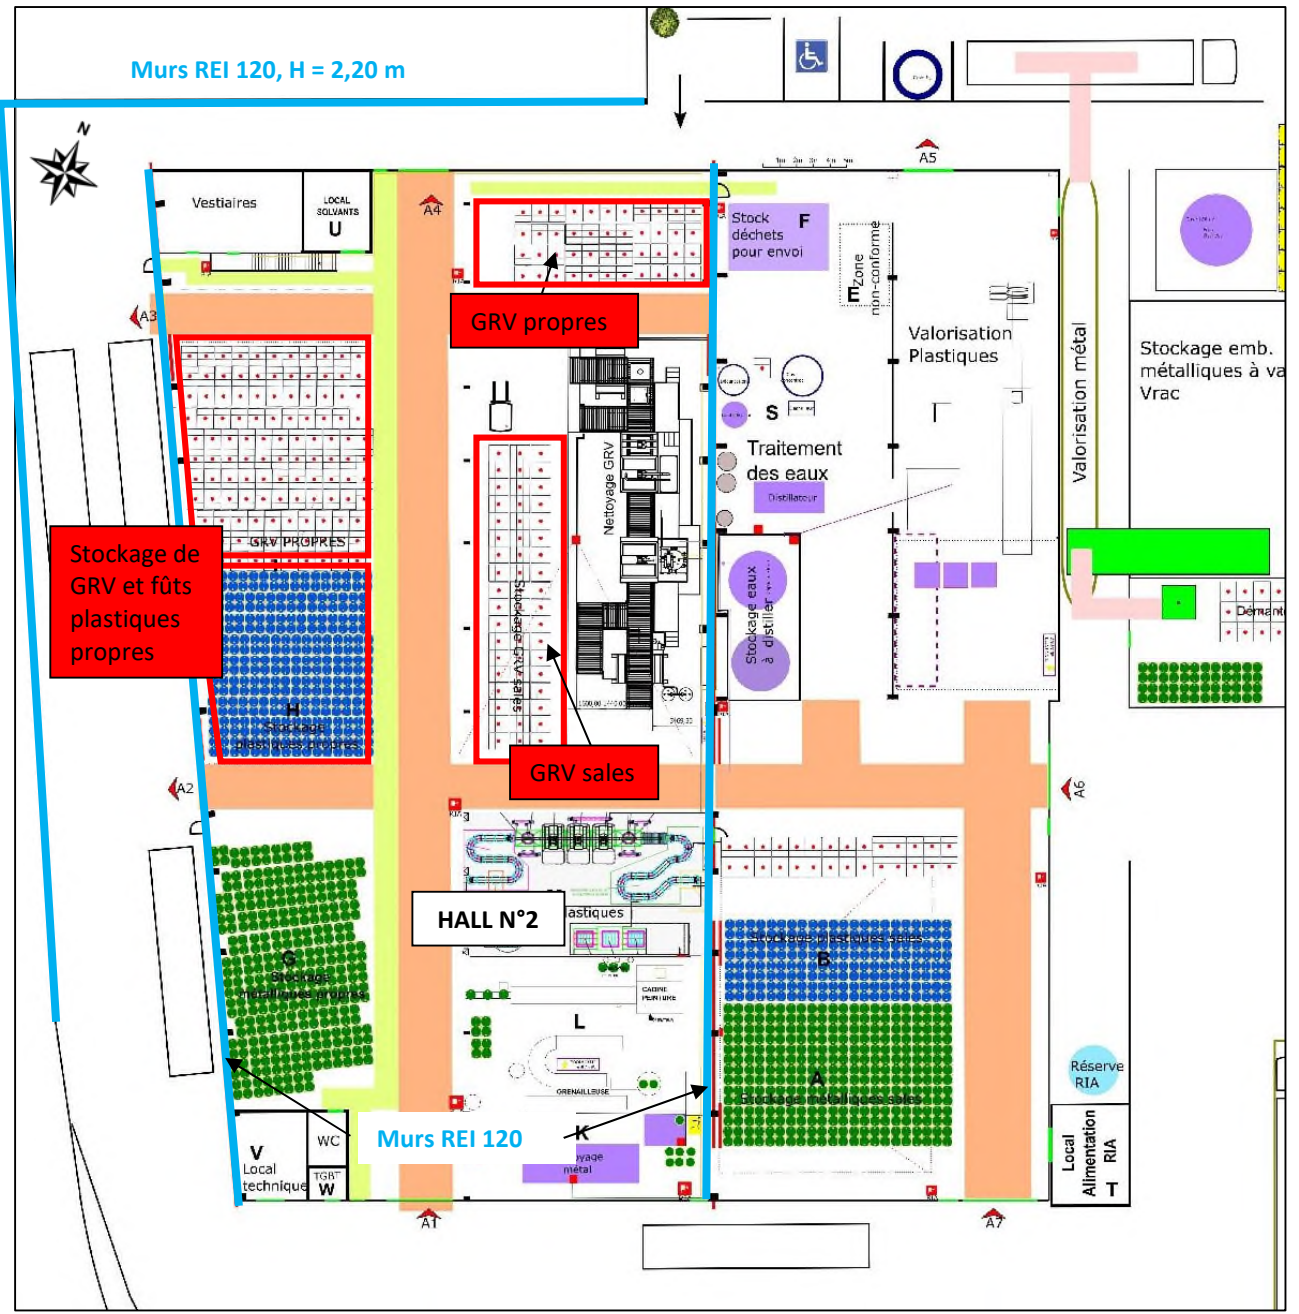 Murs REI 120, H = 2,20 m
N
A5
Vestiaires
LOCAL
SOLVANTS
U
A4
Stock
déchets
pour envoi
F
E
Zone
non-conforme
A3
GRV propres
Valorisation
Plastiques
I
Valorisation métal
Stockage emb.
métalliques à va
Vrac
S
Traitement
des eaux
Distillateur
Nettoyage GRV
GRV PROPRES
Stockage de
GRV et fûts
plastiques
propres
Stockage GRV sales
Stockage eaux
à distiller
Démant
H
Stockage
plastiques propres
GRV sales
A2
A6
HALL N°2
lastiques
Stockage plastiques sales
B
G
Stockage
métalliques propres
CABINE
PEINTURE
L
GRENAILLEUSE
A
Stockage métalliques sales
Réserve
RIA
Murs REI 120
K
oyage
métal
V
Local
technique
WC
TGBT
W
Local
Alimentation RIA
T
A1
A7